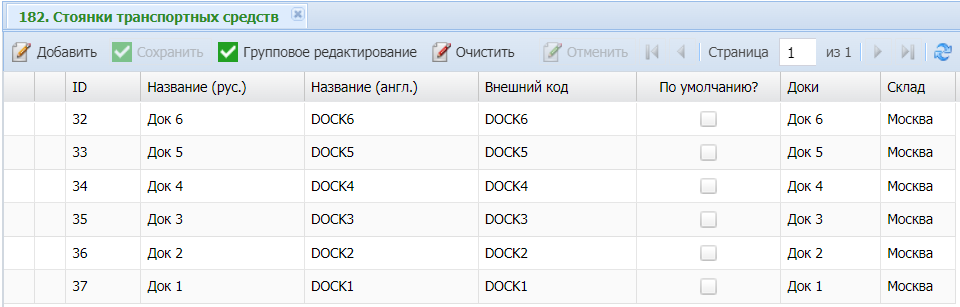 182. Стоянки транспортных средств
Добавить Сохранить Групповое редактирование Очистить Отменить Страница 1 из 1
ID Название (рус.) Название (англ.) Внешний код По умолчанию? Доки Склад
32 Док 6 DOCK6 DOCK6 Док 6 Москва
33 Док 5 DOCK5 DOCK5 Док 5 Москва
34 Док 4 DOCK4 DOCK4 Док 4 Москва
35 Док 3 DOCK3 DOCK3 Док 3 Москва
36 Док 2 DOCK2 DOCK2 Док 2 Москва
37 Док 1 DOCK1 DOCK1 Док 1 Москва